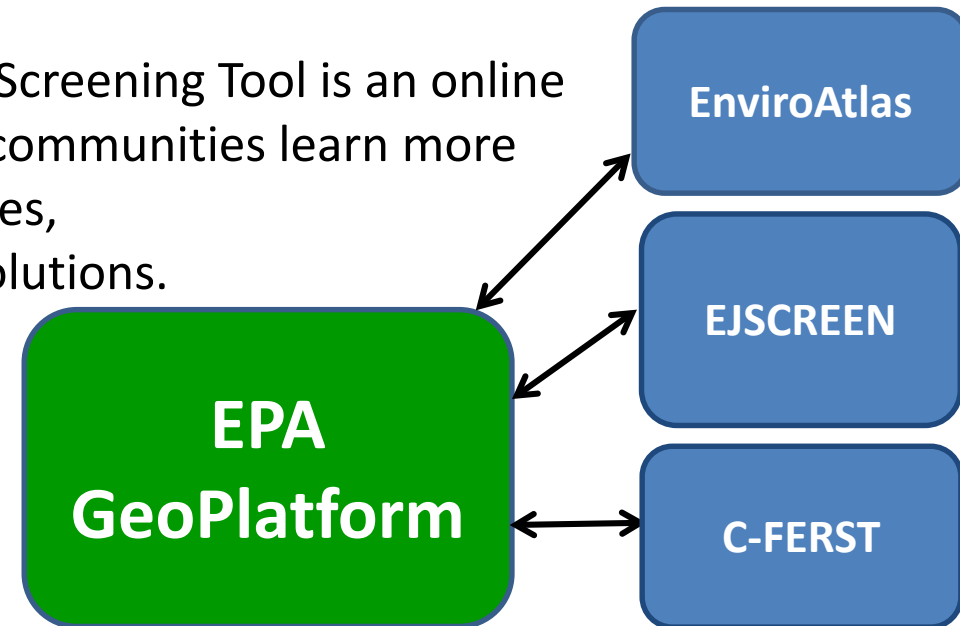 Screening Tool is an online
communities learn more
es,
olutions.
EnviroAtlas
EJSCREEN
EPA
GeoPlatform
C-FERST